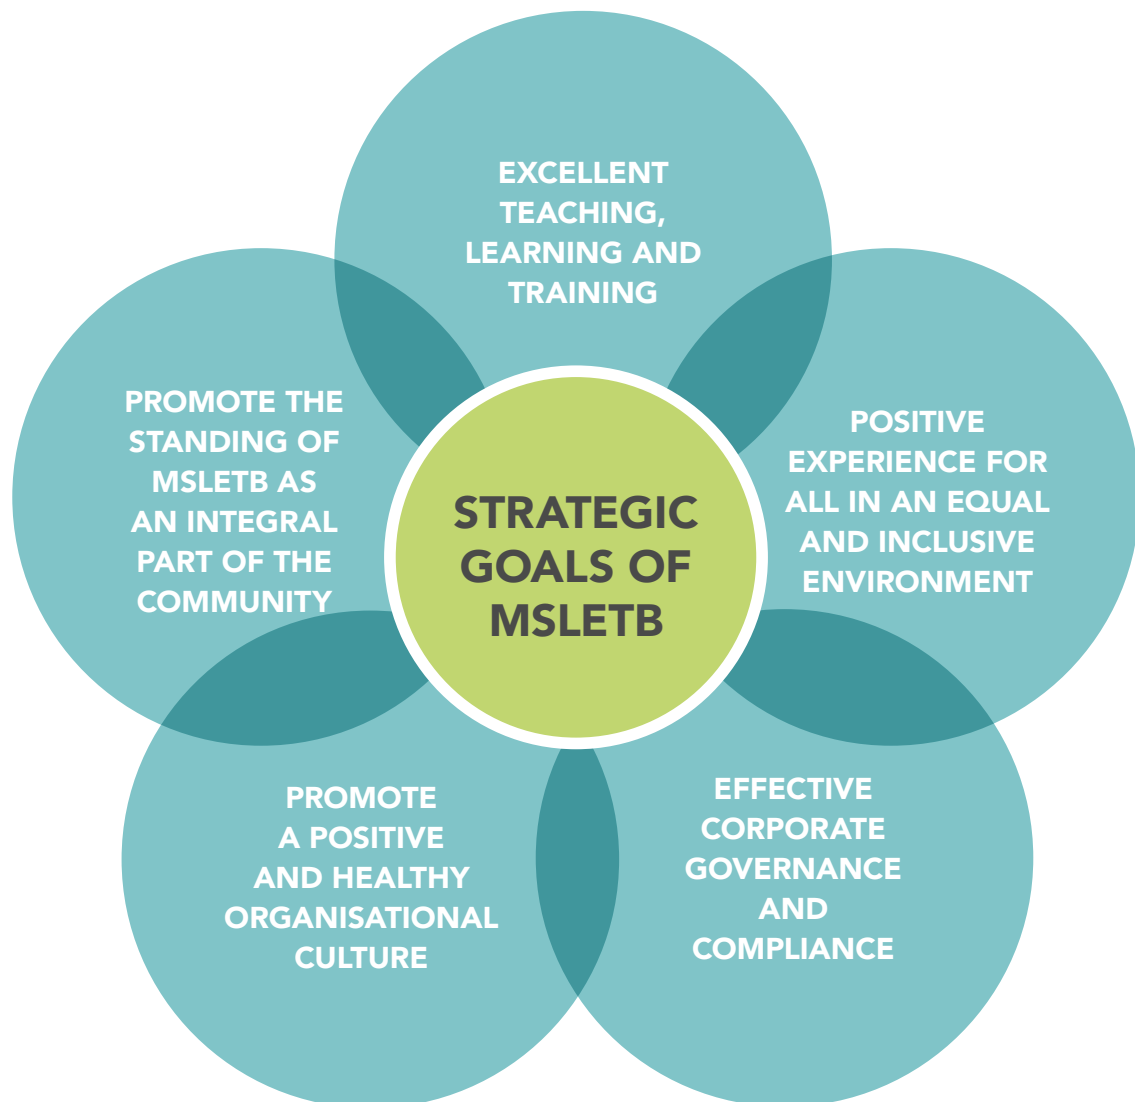 EXCELLENT
TEACHING,
LEARNING AND
TRAINING
PROMOTE THE
STANDING OF
MSLETB AS
AN INTEGRAL
PART OF THE
COMMUNITY
POSITIVE
EXPERIENCE FOR
ALL IN AN EQUAL
AND INCLUSIVE
ENVIRONMENT
STRATEGIC
GOALS OF
MSLETB
PROMOTE
A POSITIVE
AND HEALTHY
ORGANISATIONAL
CULTURE
EFFECTIVE
CORPORATE
GOVERNANCE
AND
COMPLIANCE